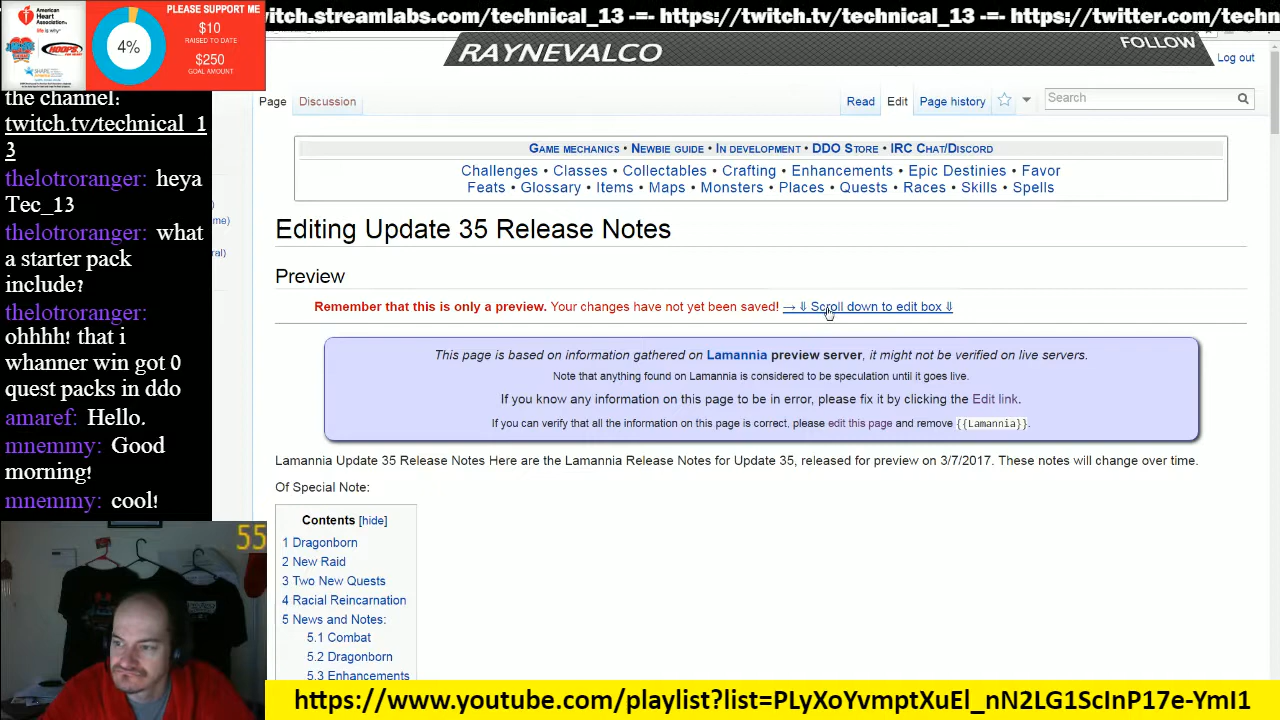 American
Heart
Association®
life is why™
HOOPS
4%
PLEASE SUPPORT ME
$10
RAISED TO DATE
$250
GOAL AMOUNT
witch.streamlabs.com/technical_13 -=- https://twitch.tv/technical_13 -=- https://twitter.com/techn
RAYNEVALCO
FOLLOW
Log out
the channel:
twitch.tv/technical_1
3
thelotroranger: heya
Tec_13
thelotroranger: what
a starter pack
include?
thelotroranger:
ohhhh! that i
whanner win got 0
quest packs in ddo
amaref: Hello.
mnemmy: Good
morning!
mnemmy: cool!
me)
ral)
Page Discussion Read Edit Page history Search
Game mechanics • Newbie guide • In development • DDO Store • IRC Chat/Discord
Challenges • Classes • Collectables • Crafting • Enhancements • Epic Destinies • Favor
Feats • Glossary • Items • Maps • Monsters • Places • Quests • Races • Skills • Spells
Editing Update 35 Release Notes
Preview
Remember that this is only a preview. Your changes have not yet been saved! → ⇓ Scroll down to edit box ⇓
This page is based on information gathered on Lamannia preview server, it might not be verified on live servers.
Note that anything found on Lamannia is considered to be speculation until it goes live.
If you know any information on this page to be in error, please fix it by clicking the Edit link.
If you can verify that all the information on this page is correct, please edit this page and remove {{Lamannia}}.
Lamannia Update 35 Release Notes Here are the Lamannia Release Notes for Update 35, released for preview on 3/7/2017. These notes will change over time.
Of Special Note:
Contents [hide]
1 Dragonborn
2 New Raid
3 Two New Quests
4 Racial Reincarnation
5 News and Notes:
5.1 Combat
5.2 Dragonborn
5.3 Enhancements
55
https://www.youtube.com/playlist?list=PLyXoYvmptXuEl_nN2LG1ScInP17e-YmI1